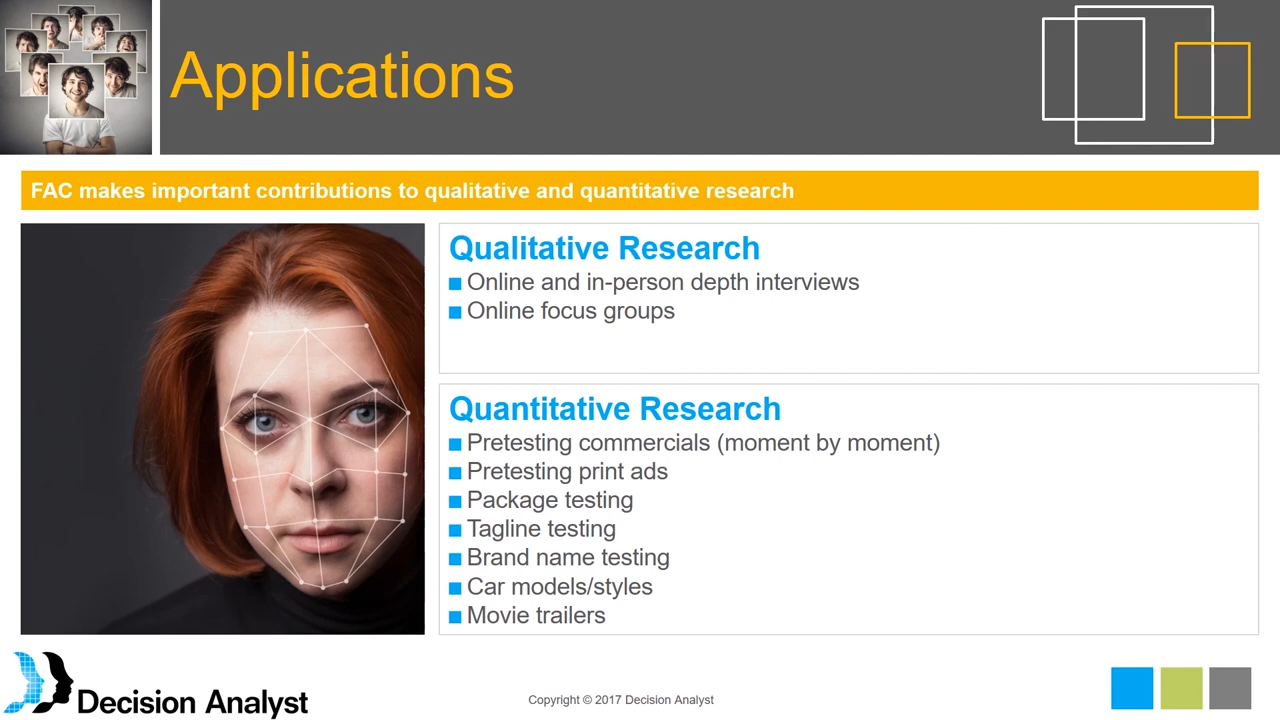 Applications
FAC makes important contributions to qualitative and quantitative research
Qualitative Research
Online and in-person depth interviews
Online focus groups
Quantitative Research
Pretesting commercials (moment by moment)
Pretesting print ads
Package testing
Tagline testing
Brand name testing
Car models/styles
Movie trailers
Decision Analyst
Copyright © 2017 Decision Analyst